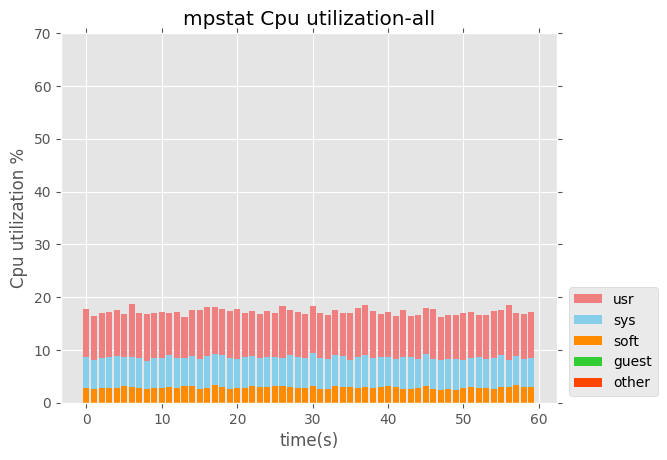 mpstat Cpu utilization-all
Cpu utilization %
70
60
50
40
30
20
10
0
0 10 20 30 40 50 60
time(s)
usr
sys
soft
guest
other